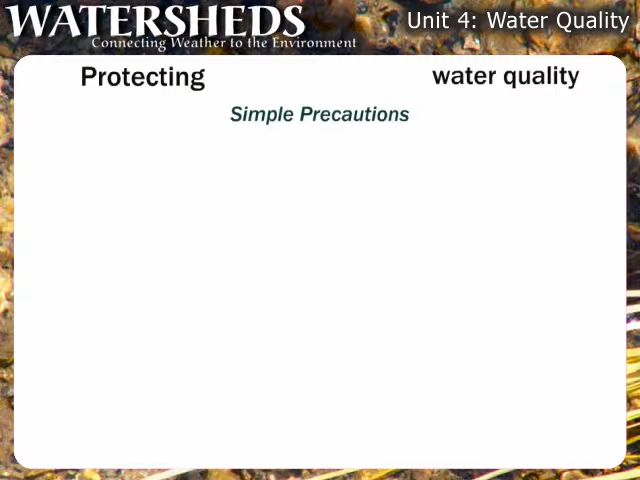 WATERSHEDS
Connecting Weather to the Environment
Unit 4: Water Quality
Protecting water quality
Simple Precautions